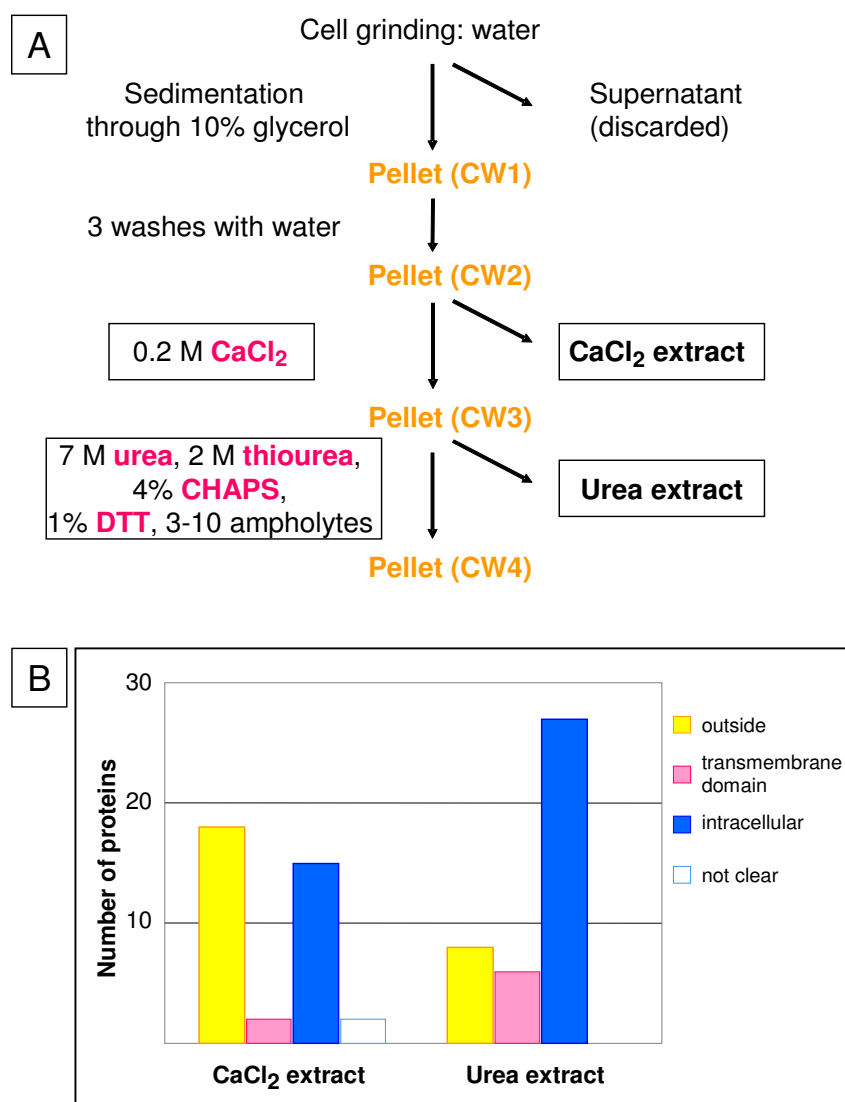 A
Cell grinding: water
Sedimentation
through 10% glycerol
Supernatant
(discarded)
Pellet (CW1)
3 washes with water
Pellet (CW2)
0.2 M CaCl₂
CaCl₂ extract
Pellet (CW3)
7 M urea, 2 M thiourea,
4% CHAPS,
1% DTT, 3-10 ampholytes
Urea extract
Pellet (CW4)
B
Number of proteins
30
20
10
outside
transmembrane
domain
intracellular
not clear
CaCl₂ extract
Urea extract